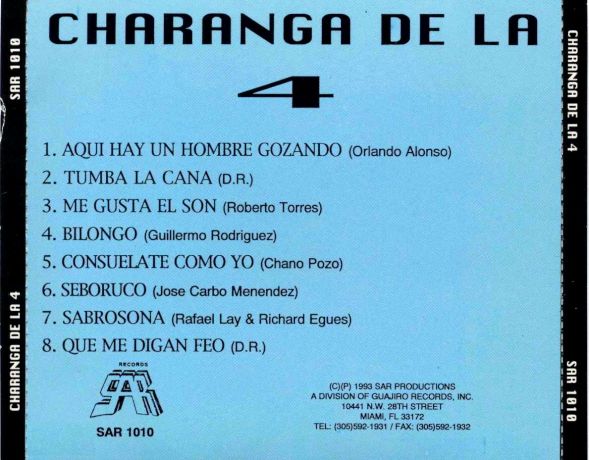 CHARANGA DE LA
4
1. AQUI HAY UN HOMBRE GOZANDO (Orlando Alonso)
2. TUMBA LA CANA (D.R.)
3. ME GUSTA EL SON (Roberto Torres)
4. BILONGO (Guillermo Rodriguez)
5. CONSUELATE COMO YO (Chano Pozo)
6. SEBORUCO (Jose Carbo Menendez)
7. SABROSONA (Rafael Lay & Richard Egues)
8. QUE ME DIGAN FEO (D.R.)
RECORDS
SAR
SAR 1010
(C)(P) 1993 SAR PRODUCTIONS
A DIVISION OF GUAJIRO RECORDS, INC.
10441 N.W. 28TH STREET
MIAMI, FL 33172
TEL: (305)592-1931 / FAX: (305)592-1932
SAR 1010
CHARANGA DE LA 4
CHARANGA DE LA 4
SAR 1010